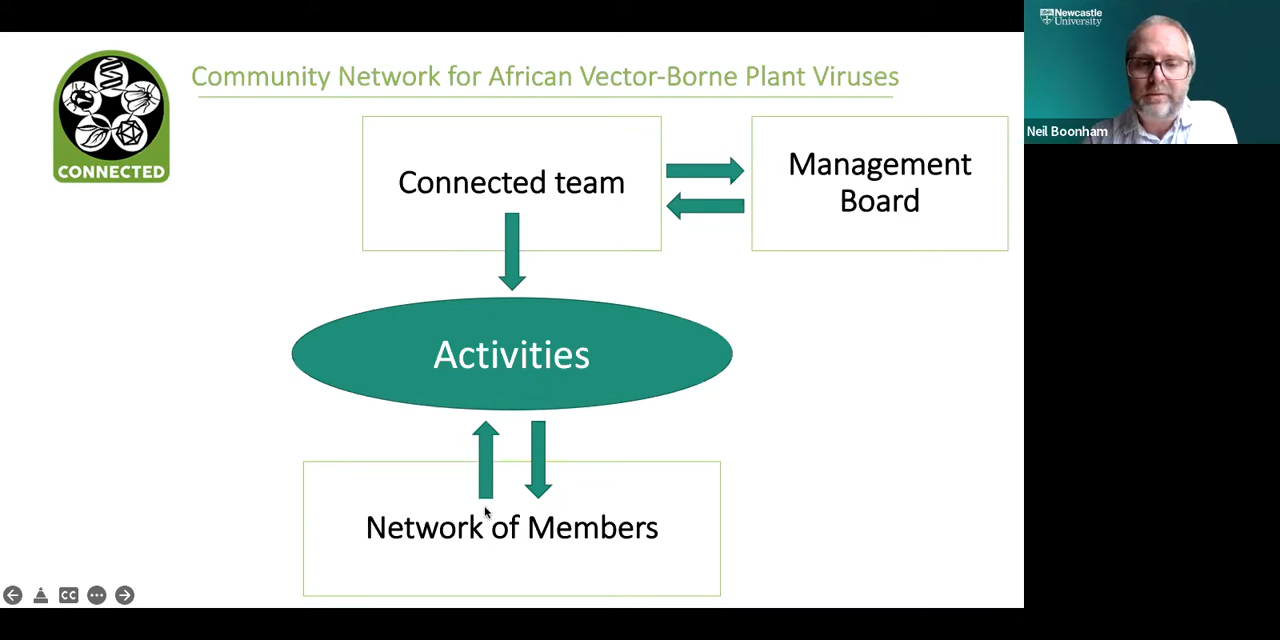 Community Network for African Vector-Borne Plant Viruses
CONNECTED
Connected team
Management
Board
Activities
Network of Members
Newcastle
University
Neil Boonham
CC